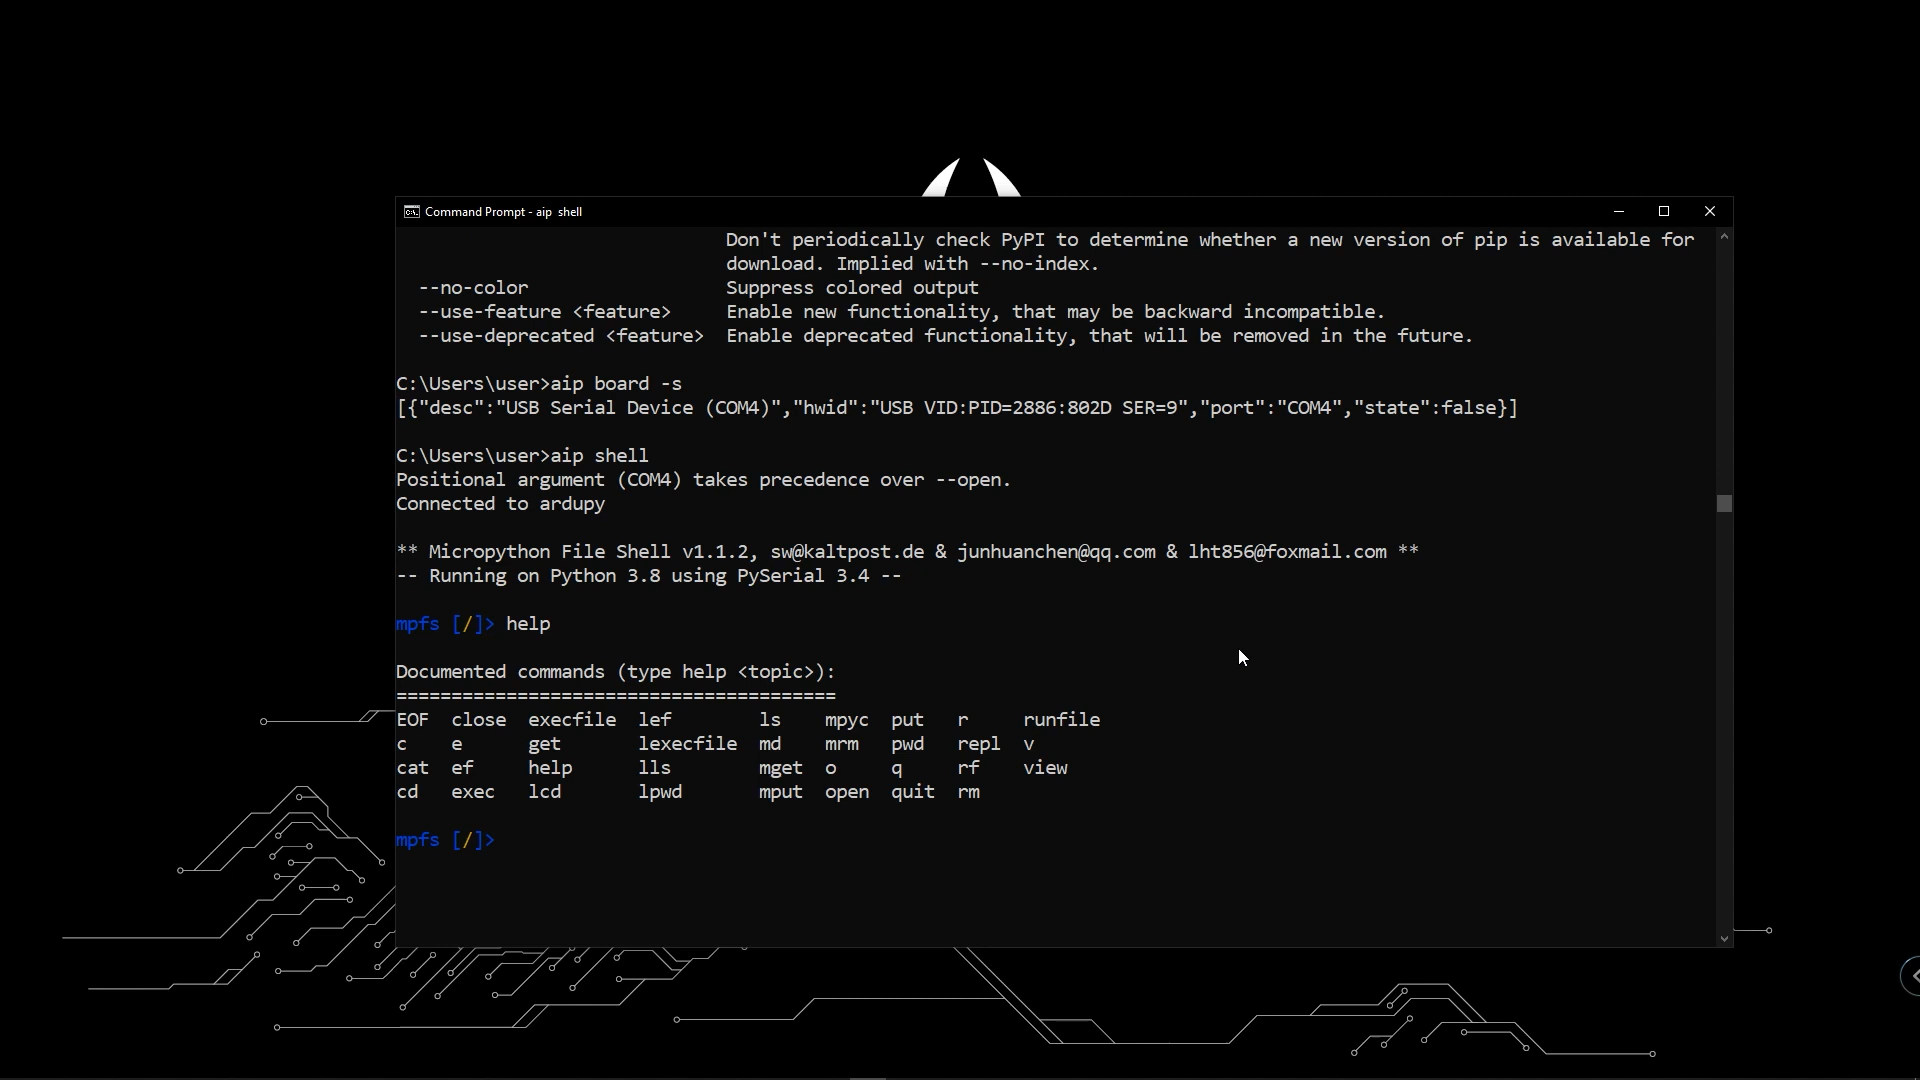 Command Prompt - aip  shell
Don't periodically check PyPI to determine whether a new version of pip is available for
download. Implied with --no-index.
--no-color                  Suppress colored output
--use-feature <feature>     Enable new functionality, that may be backward incompatible.
--use-deprecated <feature>  Enable deprecated functionality, that will be removed in the future.
C:\Users\user>aip board -s
[{"desc":"USB Serial Device (COM4)","hwid":"USB VID:PID=2886:802D SER=9","port":"COM4","state":false}]
C:\Users\user>aip shell
Positional argument (COM4) takes precedence over --open.
Connected to ardupy
** Micropython File Shell v1.1.2, sw@kaltpost.de & junhuanchen@qq.com & lht856@foxmail.com **
-- Running on Python 3.8 using PySerial 3.4 --
mpfs [/]> help
Documented commands (type help <topic>):
========================================
EOF  close  execfile  lef        ls    mpyc  put   r     runfile
c    e      get       lexecfile  md    mrm   pwd   repl  v
cat  ef     help      lls        mget  o     q     rf    view
cd   exec   lcd       lpwd       mput  open  quit  rm
mpfs [/]>